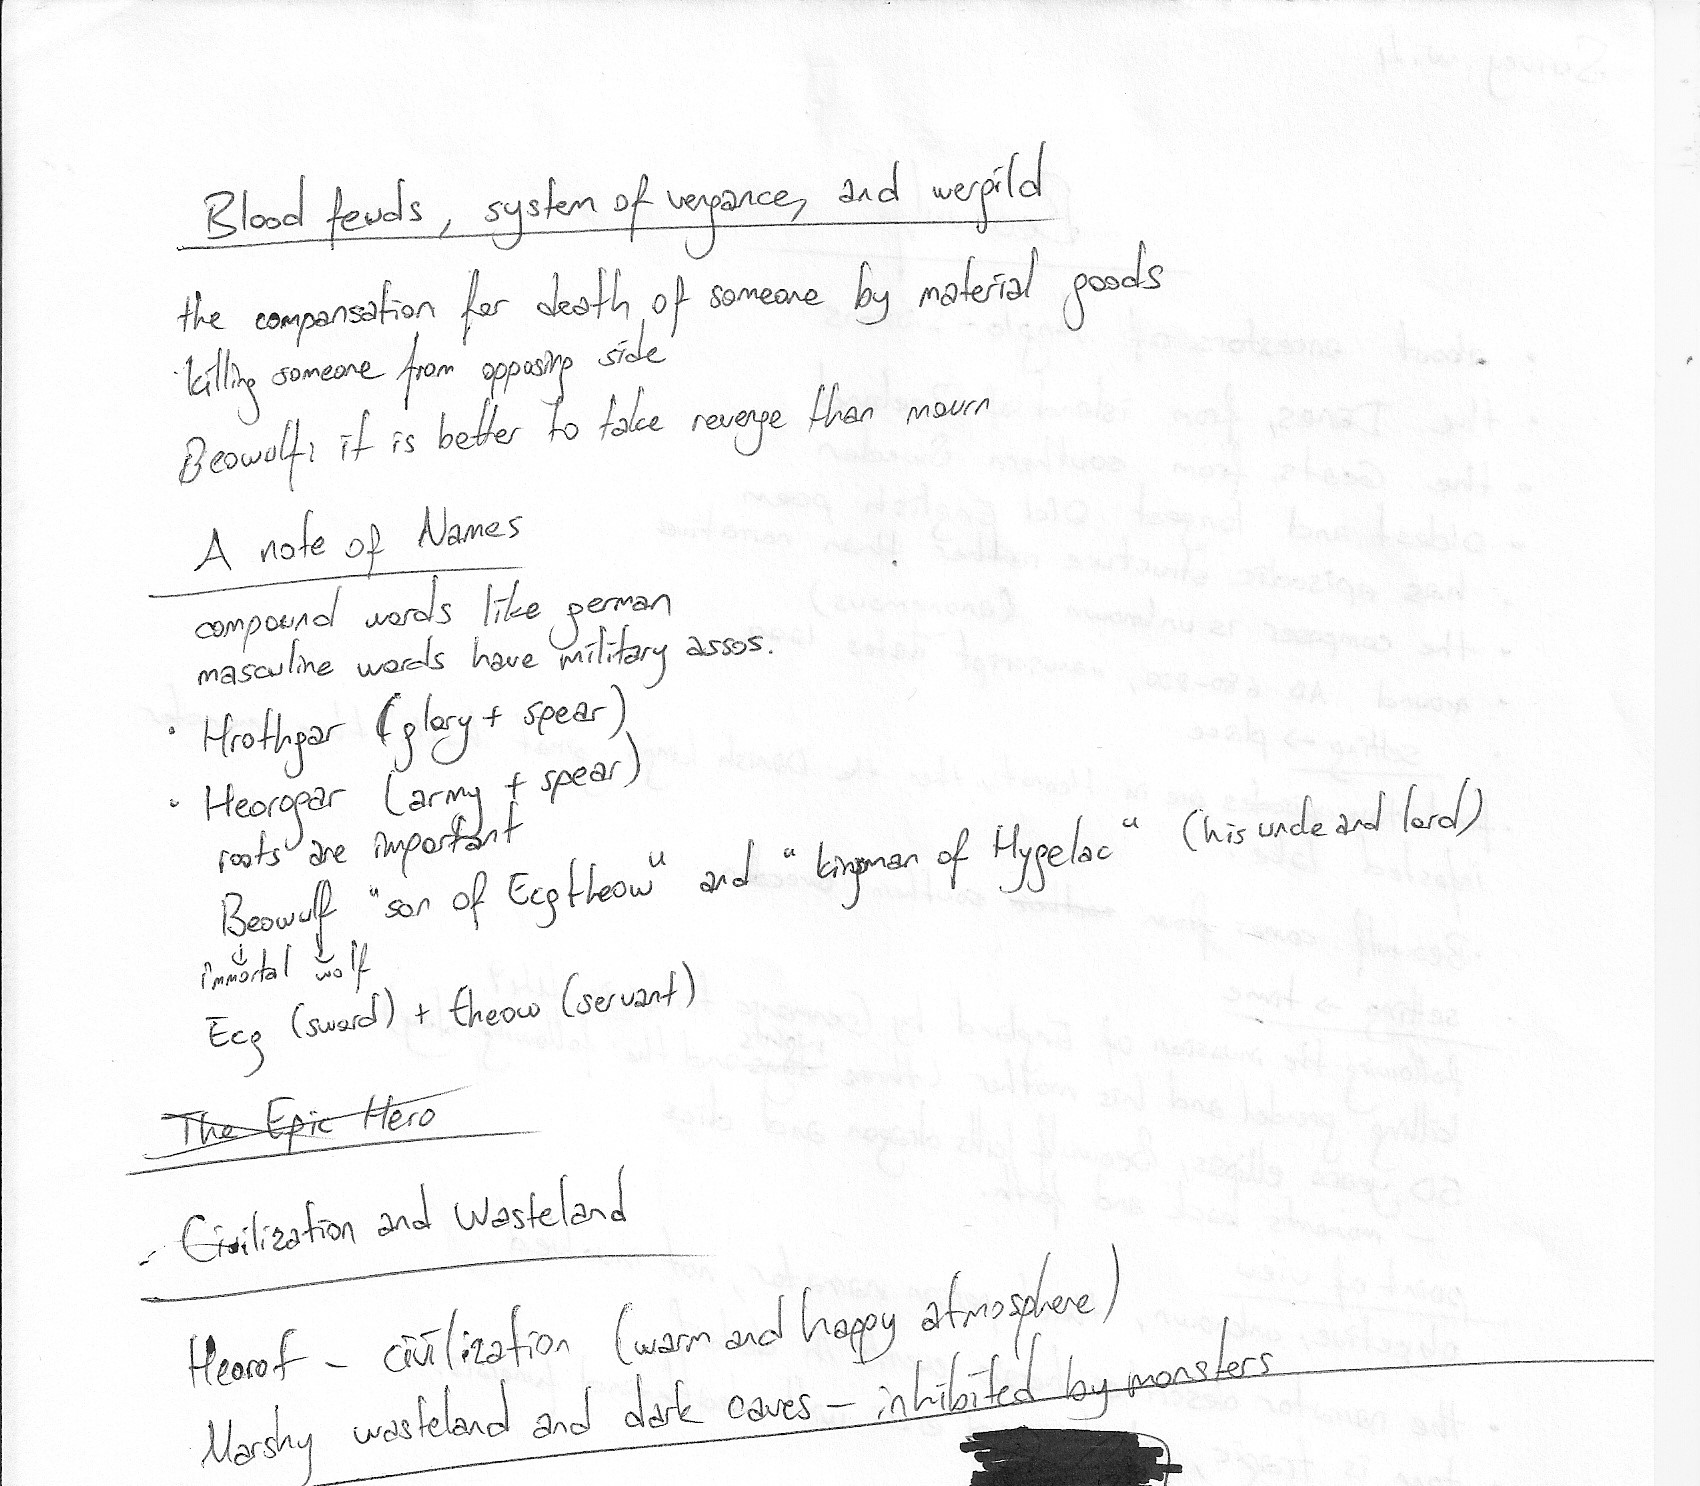 Blood feuds, system of vengance, and wergild
the compansation for death of someone by material goods
killing someone from opposing side
Beowulf: it is better to take revenge than mourn
A note of Names
compound words like german
masculine words have military assos.
• Hrothgar (glory + spear)
• Heorogar (army + spear)
roots are important
Beowulf "son of Ecgtheow" and "kingman of Hygelac" (his uncle and lord)
immortal wolf
Ecg (sword) + theow (servant)
The Epic Hero
Civilization and Wasteland
Heorot - civilization (warm and happy atmosphere)
Marshy wasteland and dark caves - inhibited by monsters